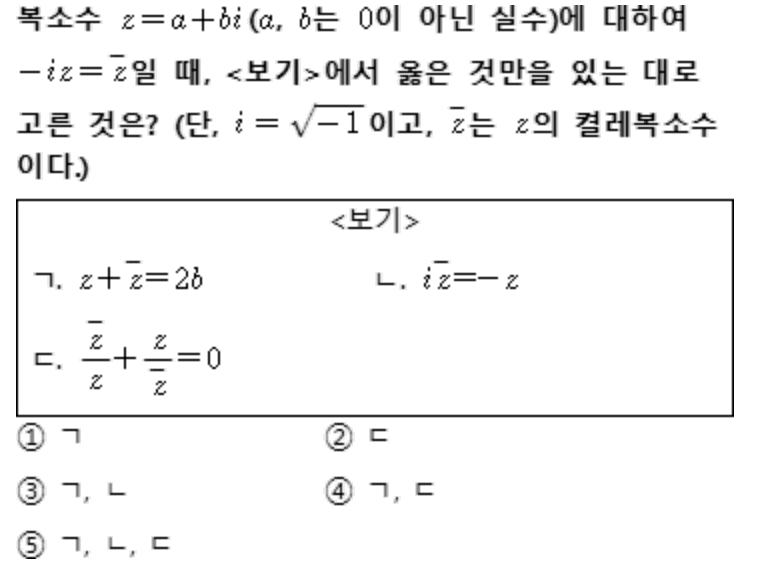 복소수 z=a+bi(a, b는 0이 아닌 실수)에 대하여
-iz=z̄일 때, <보기>에서 옳은 것만을 있는 대로
고른 것은? (단, i=√-1이고, z̄는 z의 켤레복소수
이다.)
<보기>
ㄱ. z+z̄=2b ㄴ. iz̄=-z
ㄷ. z̄/z+z/z̄=0
① ㄱ ② ㄷ
③ ㄱ, ㄴ ④ ㄱ, ㄷ
⑤ ㄱ, ㄴ, ㄷ